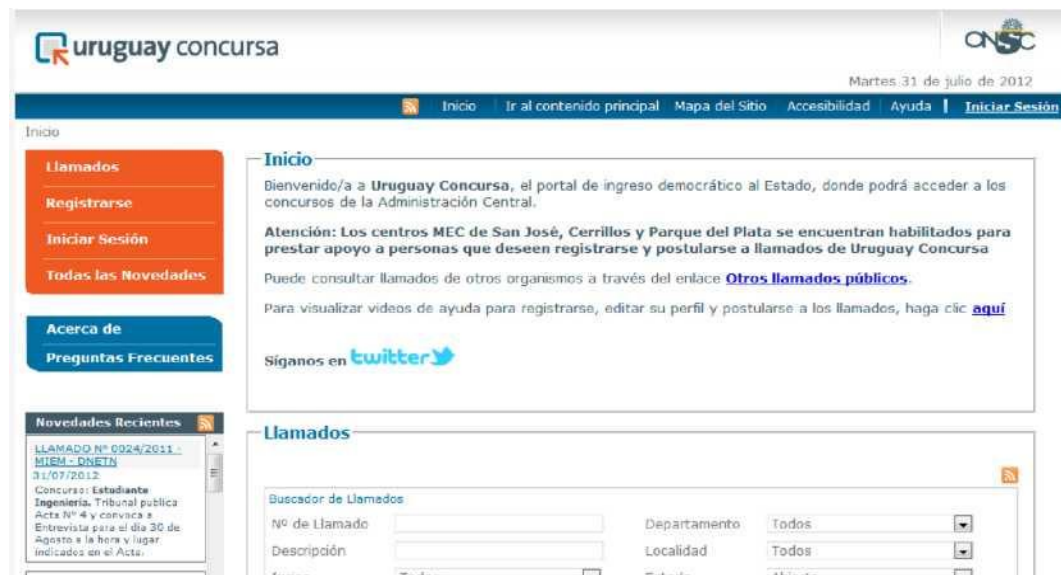 uruguay concursa
ONSC
Martes 31 de julio de 2012
Inicio Ir al contenido principal Mapa del Sitio Accesibilidad Ayuda Iniciar Sesión
Inicio
Llamados
Registrarse
Iniciar Sesión
Todas las Novedades
Acerca de
Preguntas Frecuentes
Novedades Recientes
LLAMADO Nº 0024/2011 -
MIEM - DNETN
31/07/2012
Concurso: Estudiante
Ingeniería. Tribunal publica
Acta Nº 4 y convoca a
Entrevista para el día 30 de
Agosto a la hora y lugar
indicados en el Acta.
Inicio
Bienvenido/a a Uruguay Concursa, el portal de ingreso democrático al Estado, donde podrá acceder a los
concursos de la Administración Central.
Atención: Los centros MEC de San José, Cerrillos y Parque del Plata se encuentran habilitados para
prestar apoyo a personas que deseen registrarse y postularse a llamados de Uruguay Concursa
Puede consultar llamados de otros organismos a través del enlace Otros llamados públicos.
Para visualizar videos de ayuda para registrarse, editar su perfil y postularse a los llamados, haga clic aquí
Síganos en twitter
Llamados
Buscador de Llamados
Nº de Llamado Departamento Todos
Descripción Localidad Todos
Todos Estado Abierto